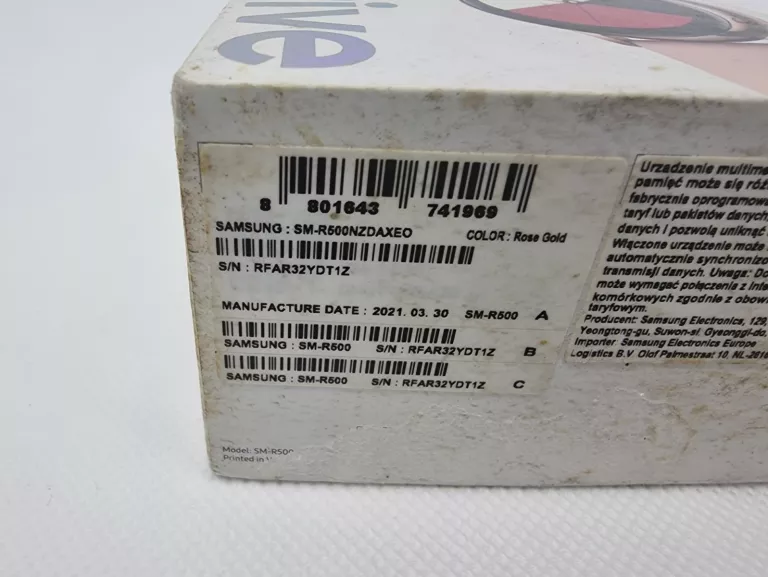 ive
8 801643 741969
SAMSUNG : SM-R500NZDAXEO COLOR : Rose Gold
S/N : RFAR32YDT1Z
MANUFACTURE DATE : 2021. 03. 30 SM-R500 A
SAMSUNG : SM-R500 S/N : RFAR32YDT1Z B
SAMSUNG : SM-R500 S/N : RFAR32YDT1Z C
Model: SM-R500
Printed in
Urządzenie multime
pamięć może się róż
fabrycznie oprogramowa
taryf lub pakietów danych,
danych i pozwolą uniknąć
Włączone urządzenie może
automatycznie synchronizo
transmisji danych. Uwaga: Do
może wymagać połączenia z inte
komórkowych zgodnie z obow
taryfowym.
Producent: Samsung Electronics, 129,
Yeongtong-gu, Suwon-si, Gyeonggi-do,
Importer: Samsung Electronics Europe
Logistics B.V. Olof Palmestraat 10, NL-2616